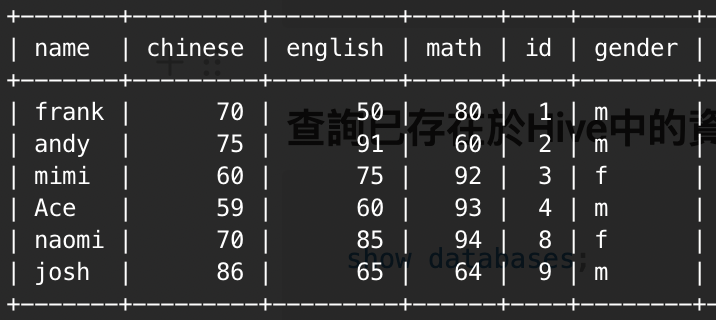 +------+---------+---------+------+----+--------+
| name | chinese | english | math | id | gender |
+------+---------+---------+------+----+--------+
| frank | 70 | 50 | 80 | 1 | m |
| andy | 75 | 91 | 60 | 2 | m |
| mimi | 60 | 75 | 92 | 3 | f |
| Ace | 59 | 60 | 93 | 4 | m |
| naomi | 70 | 85 | 94 | 8 | f |
| josh | 86 | 65 | 64 | 9 | m |
+------+---------+---------+------+----+--------+
查詢已存在於Hive中的資
show databases;